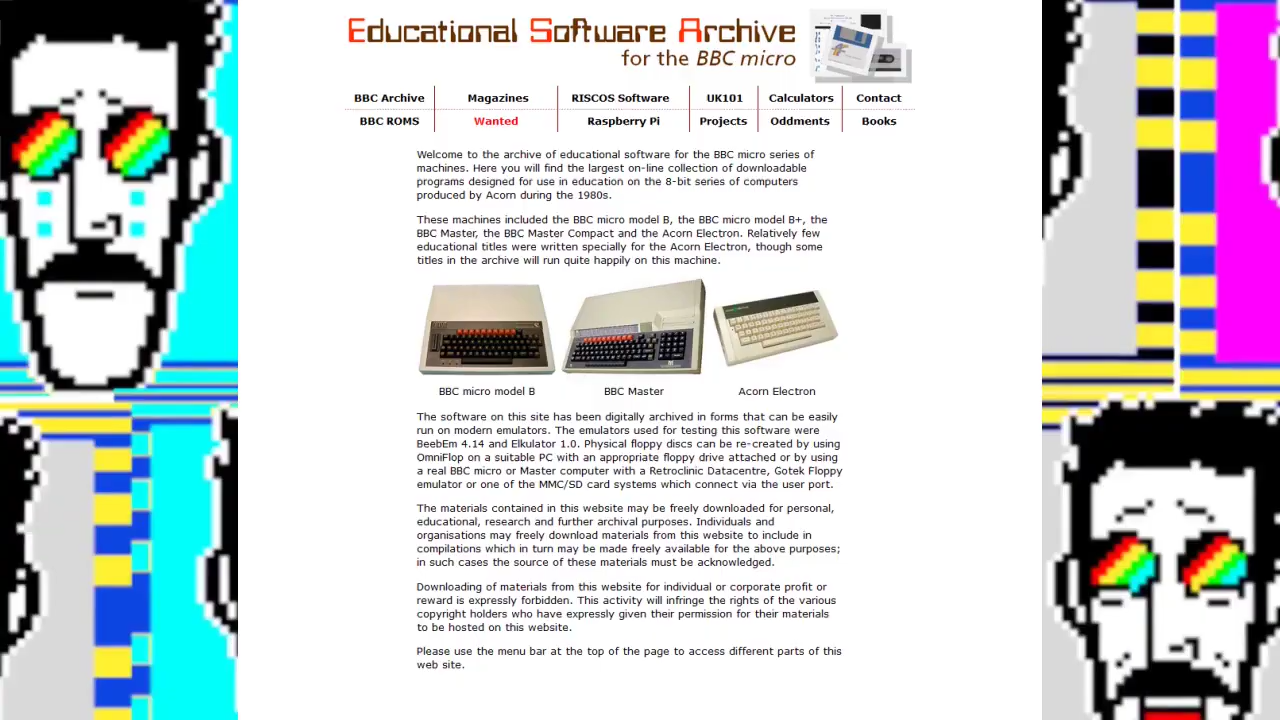 Educational Software Archive
for the BBC micro
BBC Archive Magazines RISCOS Software UK101 Calculators Contact
BBC ROMS Wanted Raspberry Pi Projects Oddments Books
Welcome to the archive of educational software for the BBC micro series of
machines. Here you will find the largest on-line collection of downloadable
programs designed for use in education on the 8-bit series of computers
produced by Acorn during the 1980s.
These machines included the BBC micro model B, the BBC micro model B+, the
BBC Master, the BBC Master Compact and the Acorn Electron. Relatively few
educational titles were written specially for the Acorn Electron, though some
titles in the archive will run quite happily on this machine.
BBC micro model B BBC Master Acorn Electron
The software on this site has been digitally archived in forms that can be easily
run on modern emulators. The emulators used for testing this software were
BeebEm 4.14 and Elkulator 1.0. Physical floppy discs can be re-created by using
OmniFlop on a suitable PC with an appropriate floppy drive attached or by using
a real BBC micro or Master computer with a Retroclinic Datacentre, Gotek Floppy
emulator or one of the MMC/SD card systems which connect via the user port.
The materials contained in this website may be freely downloaded for personal,
educational, research and further archival purposes. Individuals and
organisations may freely download materials from this website to include in
compilations which in turn may be made freely available for the above purposes;
in such cases the source of these materials must be acknowledged.
Downloading of materials from this website for individual or corporate profit or
reward is expressly forbidden. This activity will infringe the rights of the various
copyright holders who have expressly given their permission for their materials
to be hosted on this website.
Please use the menu bar at the top of the page to access different parts of this
web site.